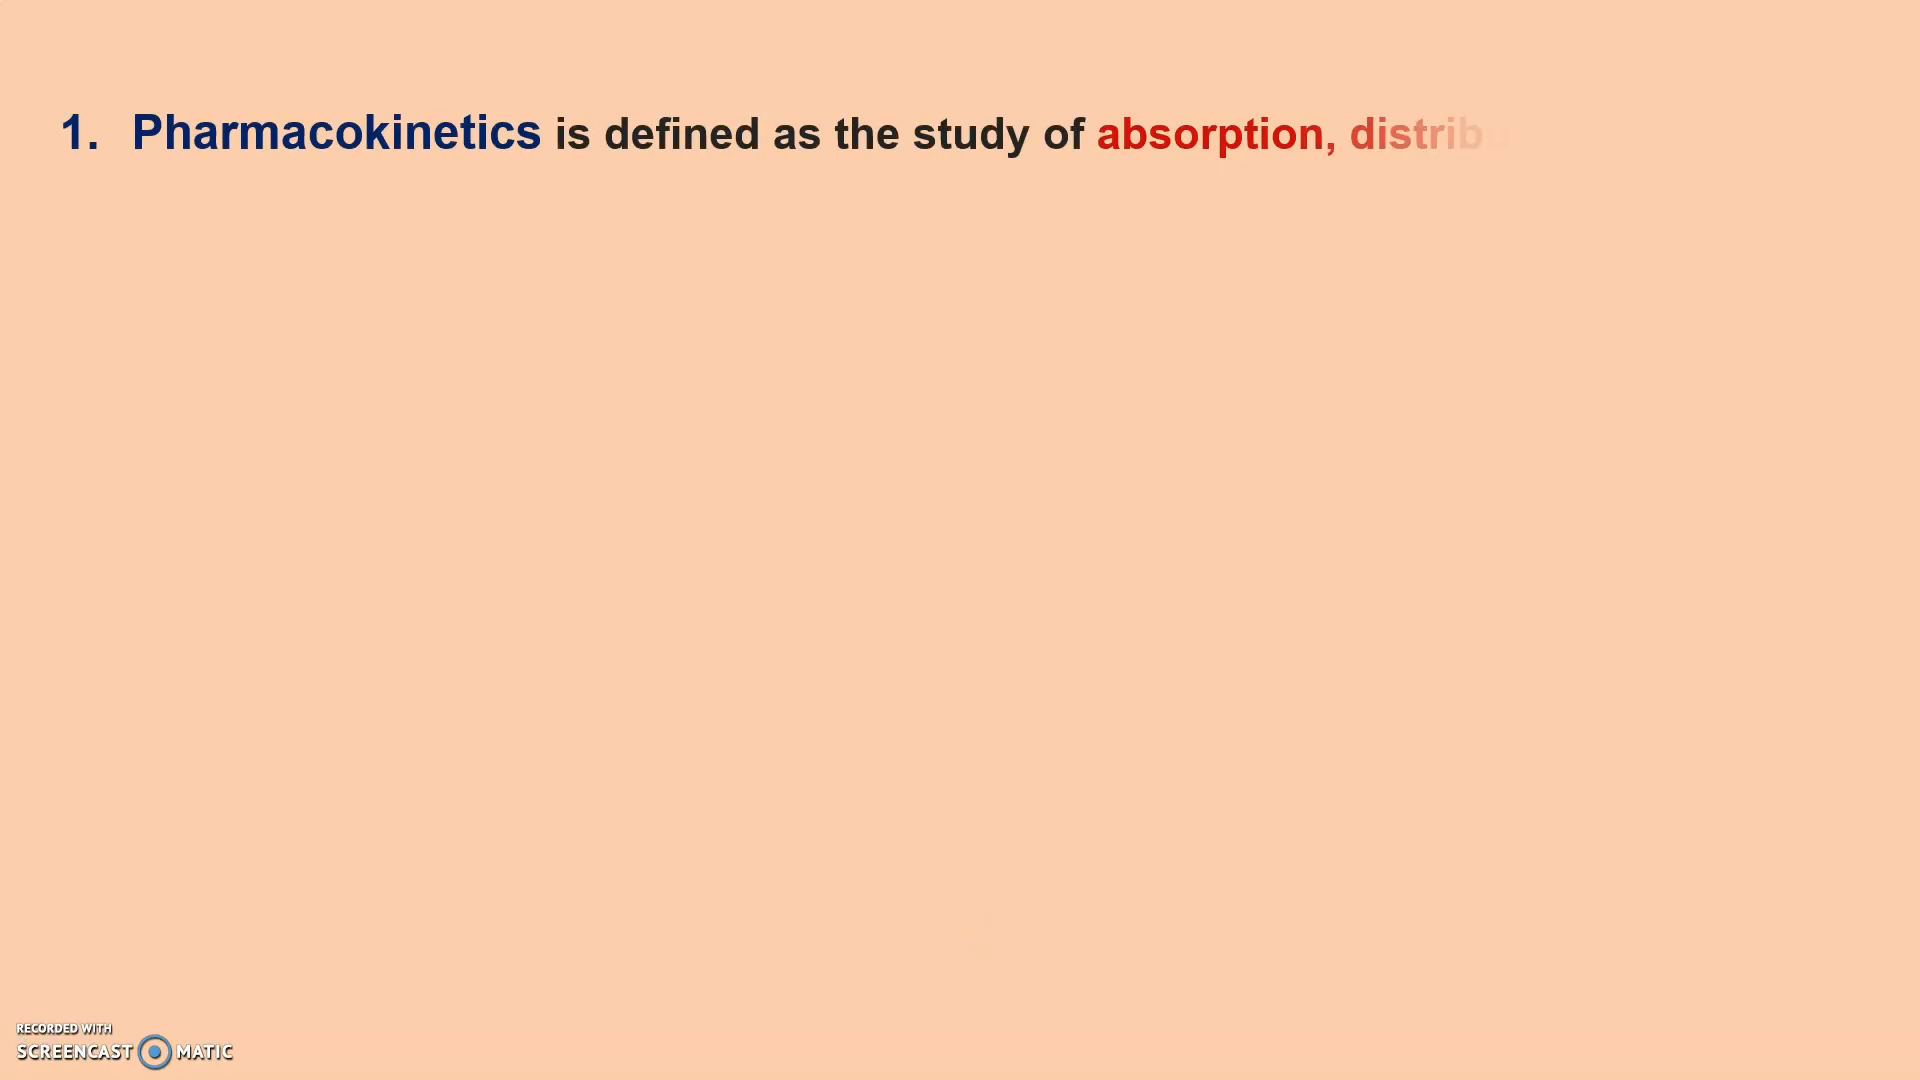 1. Pharmacokinetics is defined as the study of absorption, distrib
RECORDED WITH
SCREENCAST MATIC